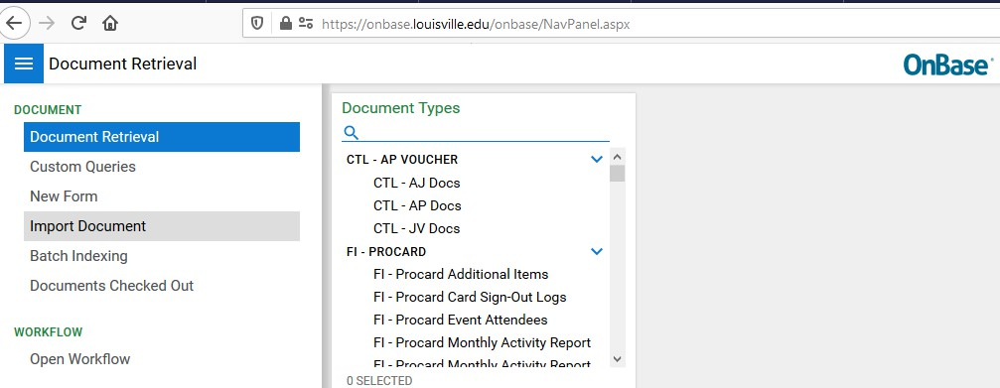 https://onbase.louisville.edu/onbase/NavPanel.aspx
Document Retrieval
OnBase
DOCUMENT
Document Retrieval
Custom Queries
New Form
Import Document
Batch Indexing
Documents Checked Out
WORKFLOW
Open Workflow
Document Types
CTL - AP VOUCHER
CTL - AJ Docs
CTL - AP Docs
CTL - JV Docs
FI - PROCARD
FI - Procard Additional Items
FI - Procard Card Sign-Out Logs
FI - Procard Event Attendees
FI - Procard Monthly Activity Report
FI - Procard Monthly Activity Report
0 SELECTED